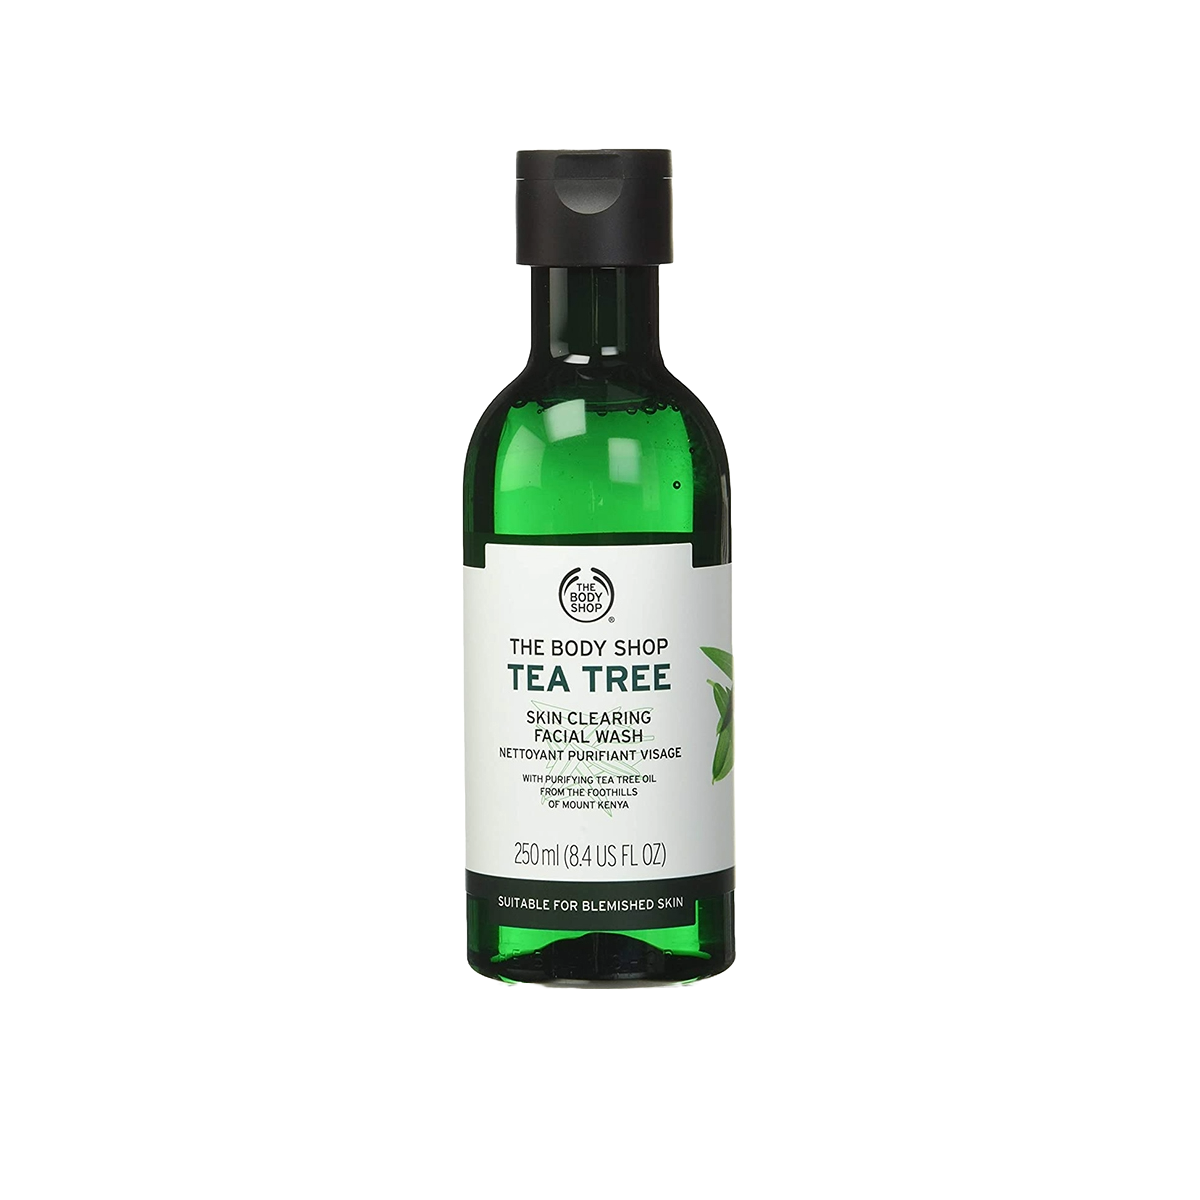 THE
BODY
SHOP
®
THE BODY SHOP
TEA TREE
SKIN CLEARING
FACIAL WASH
NETTOYANT PURIFIANT VISAGE
WITH PURIFYING TEA TREE OIL
FROM THE FOOTHILLS
OF MOUNT KENYA
250 ml (8.4 US FL OZ)
SUITABLE FOR BLEMISHED SKIN